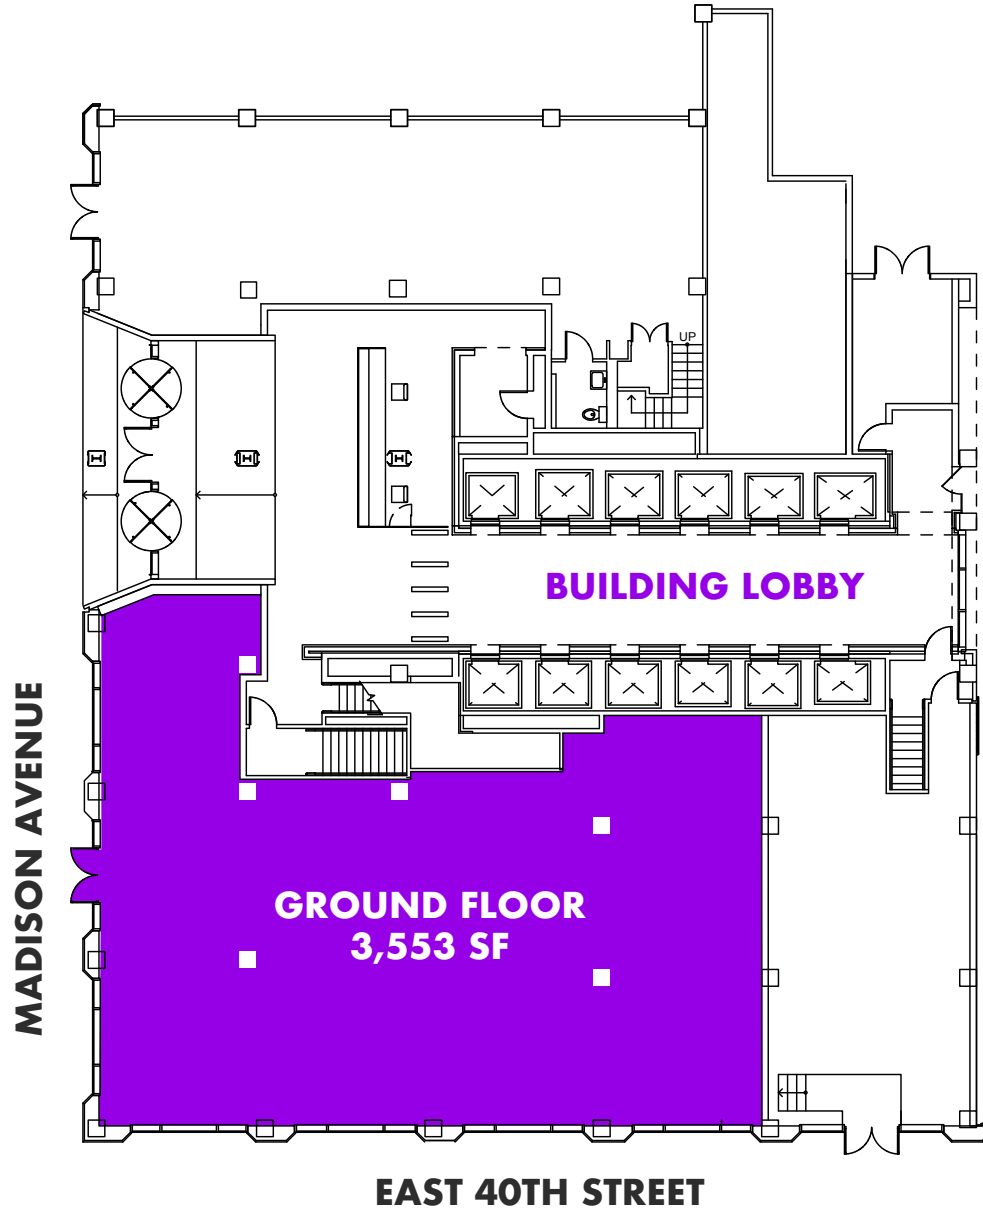 UP
BUILDING LOBBY
MADISON AVENUE
GROUND FLOOR
3,553 SF
EAST 40TH STREET